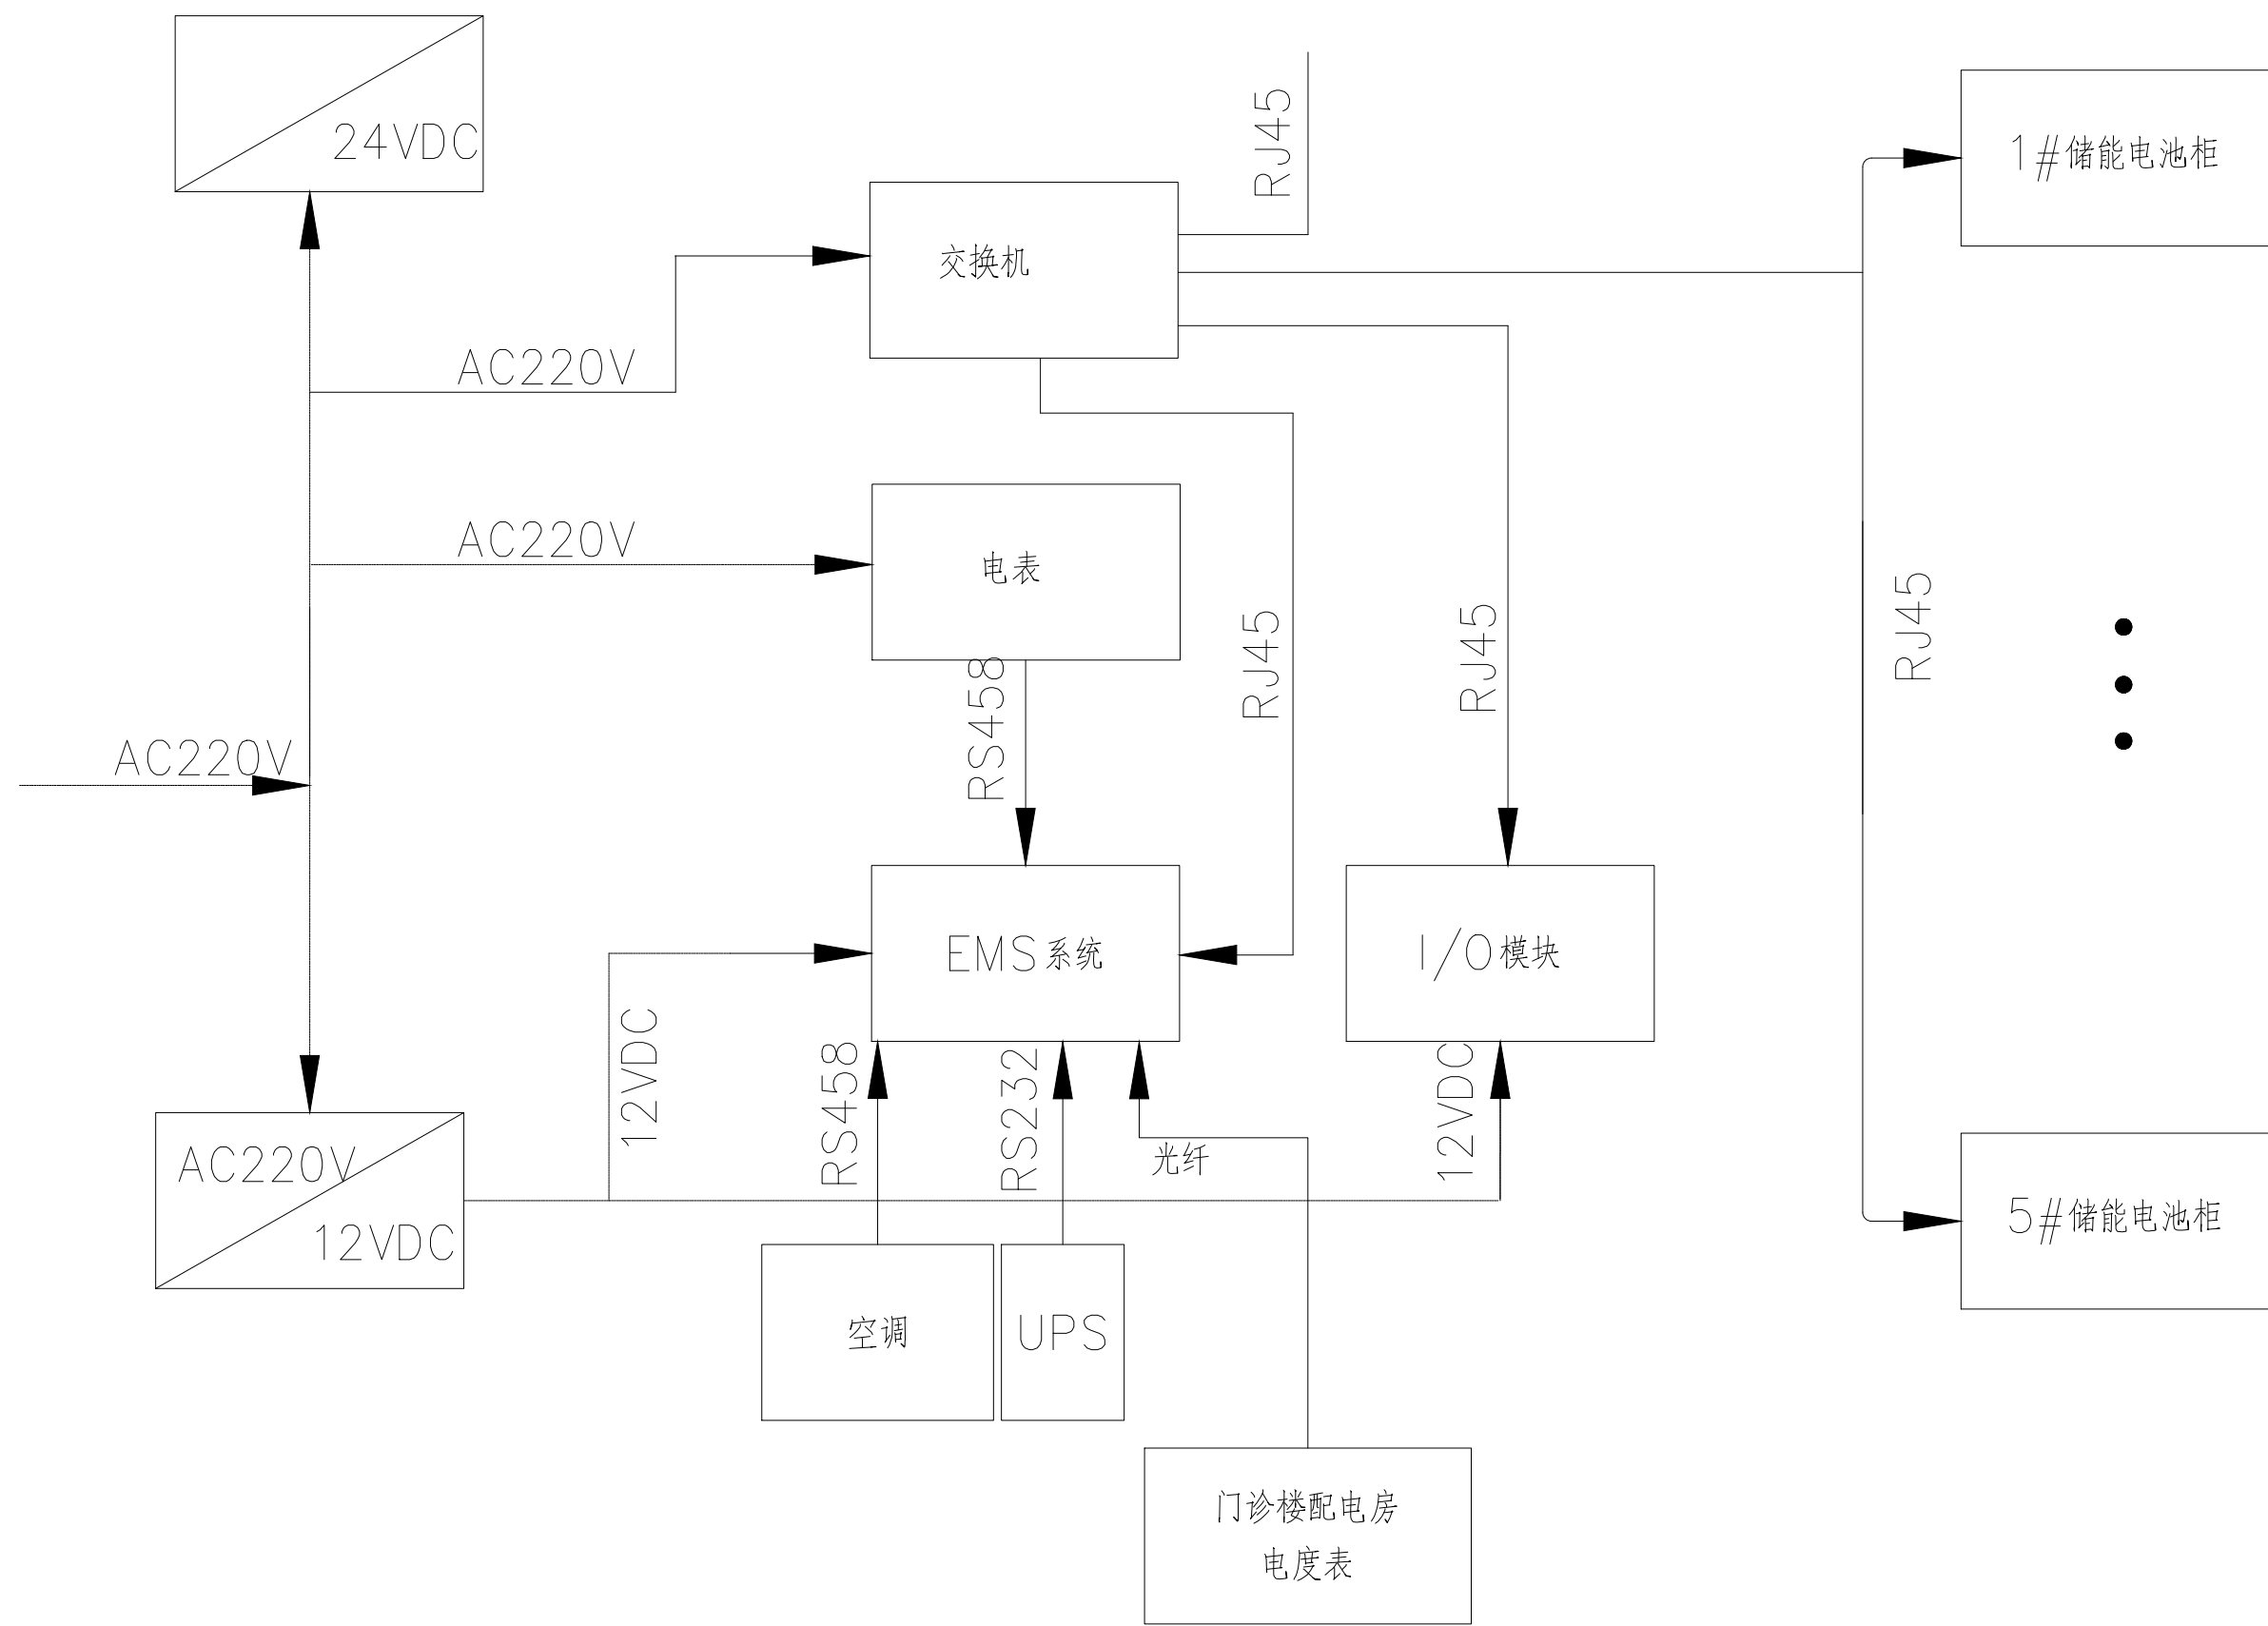 24VDC
RJ45
1#储能电池柜
交换机
AC220V
AC220V
电表
RJ45
RJ45
RJ45
RS458
AC220V
EMS系统
I/O模块
12VDC
RS458
RS232
12VDC
光纤
AC220V
12VDC
5#储能电池柜
空调
UPS
门诊楼配电房
电度表